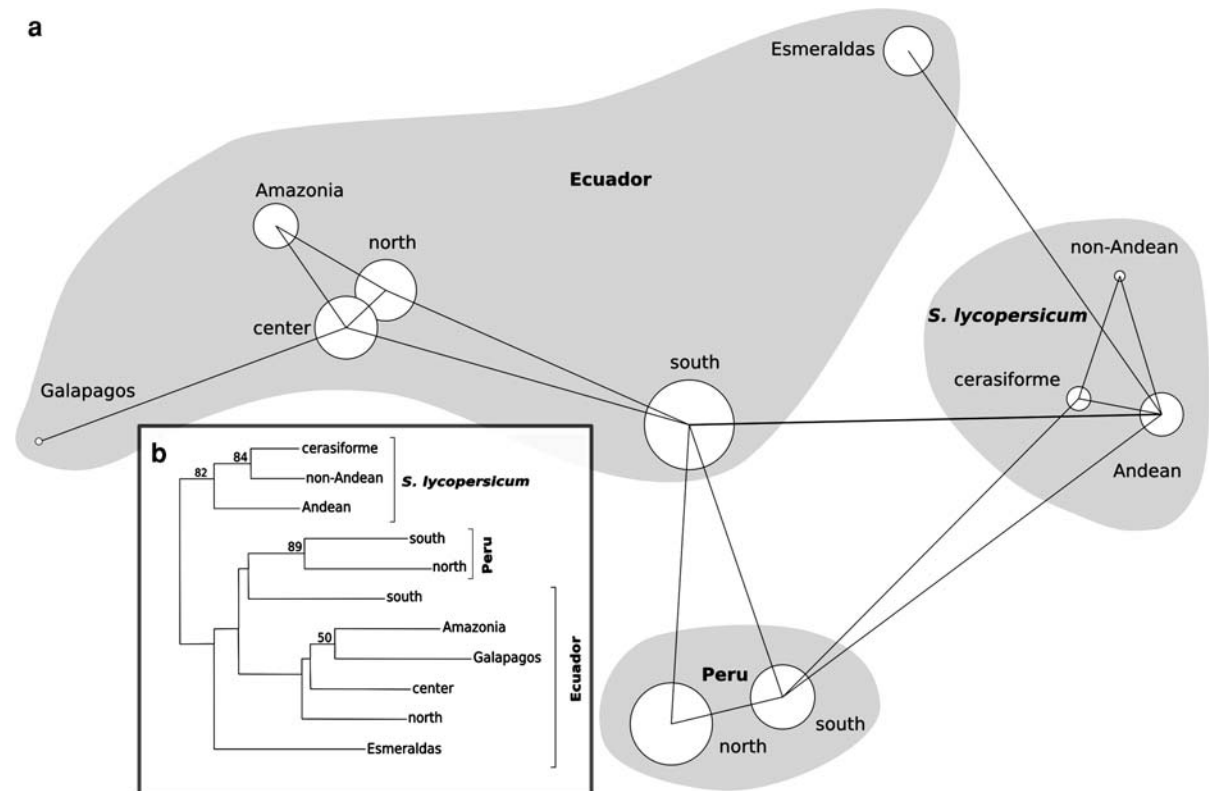 a
Esmeraldas
Ecuador
Amazonia
north
center
Galapagos
south
non-Andean
S. lycopersicum
cerasiforme
Andean
Peru
north
south
b
82
84
cerasiforme
non-Andean
Andean
S. lycopersicum
89
south
north
Peru
south
50
Amazonia
Galapagos
center
north
Esmeraldas
Ecuador